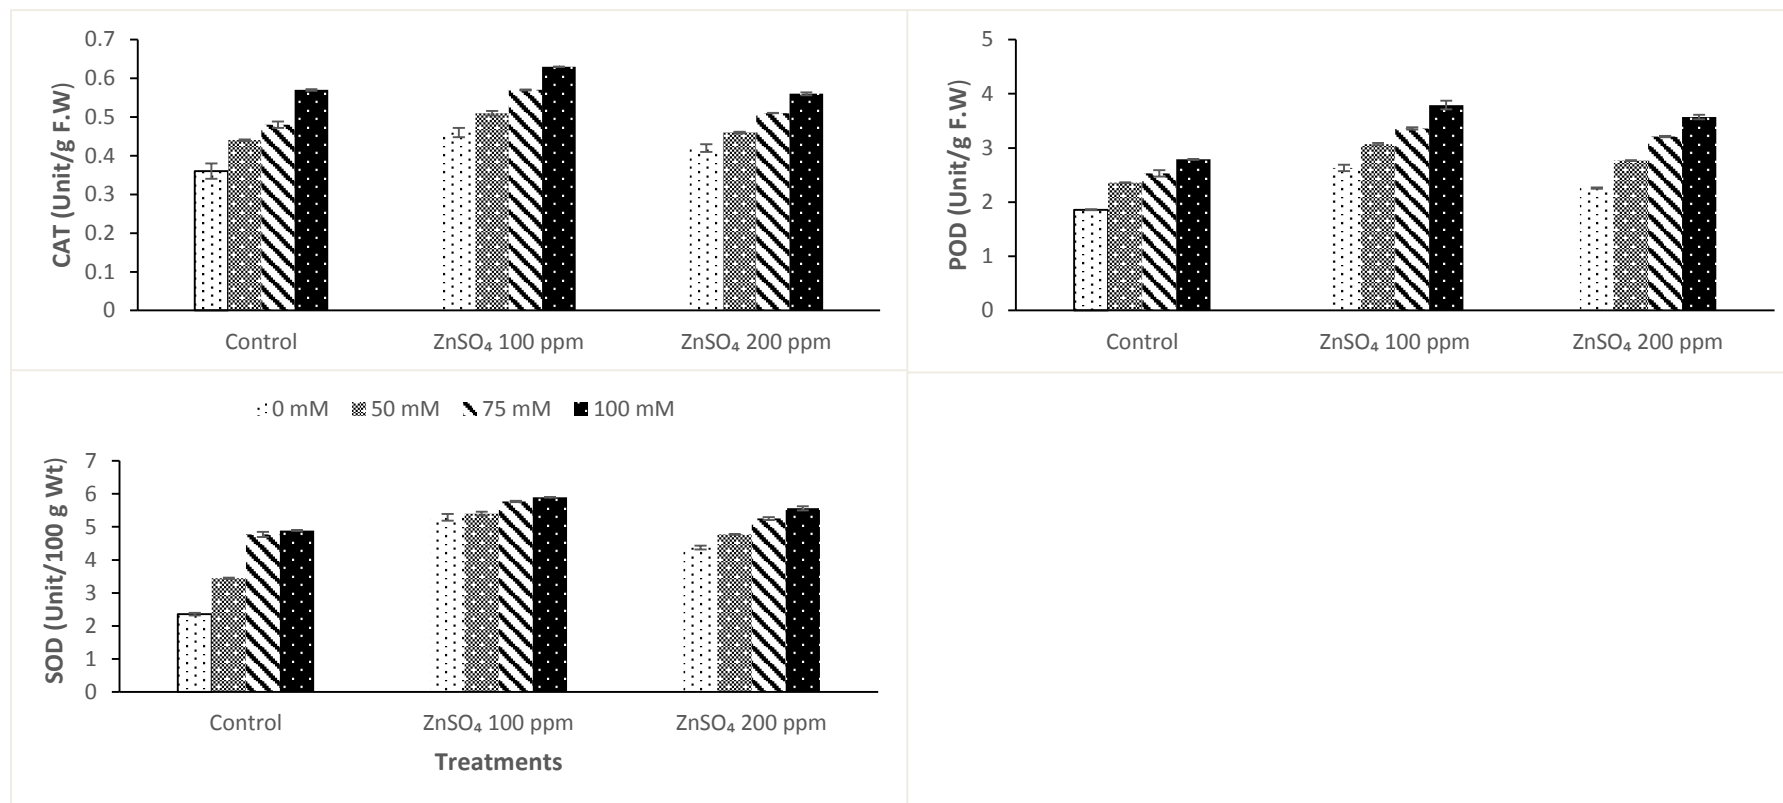 CAT (Unit/g F.W)
0.7
0.6
0.5
0.4
0.3
0.2
0.1
0
Control ZnSO₄ 100 ppm ZnSO₄ 200 ppm
POD (Unit/g F.W)
5
4
3
2
1
0
Control ZnSO₄ 100 ppm ZnSO₄ 200 ppm
0 mM 50 mM 75 mM 100 mM
SOD (Unit/100 g Wt)
7
6
5
4
3
2
1
0
Control ZnSO₄ 100 ppm ZnSO₄ 200 ppm
Treatments